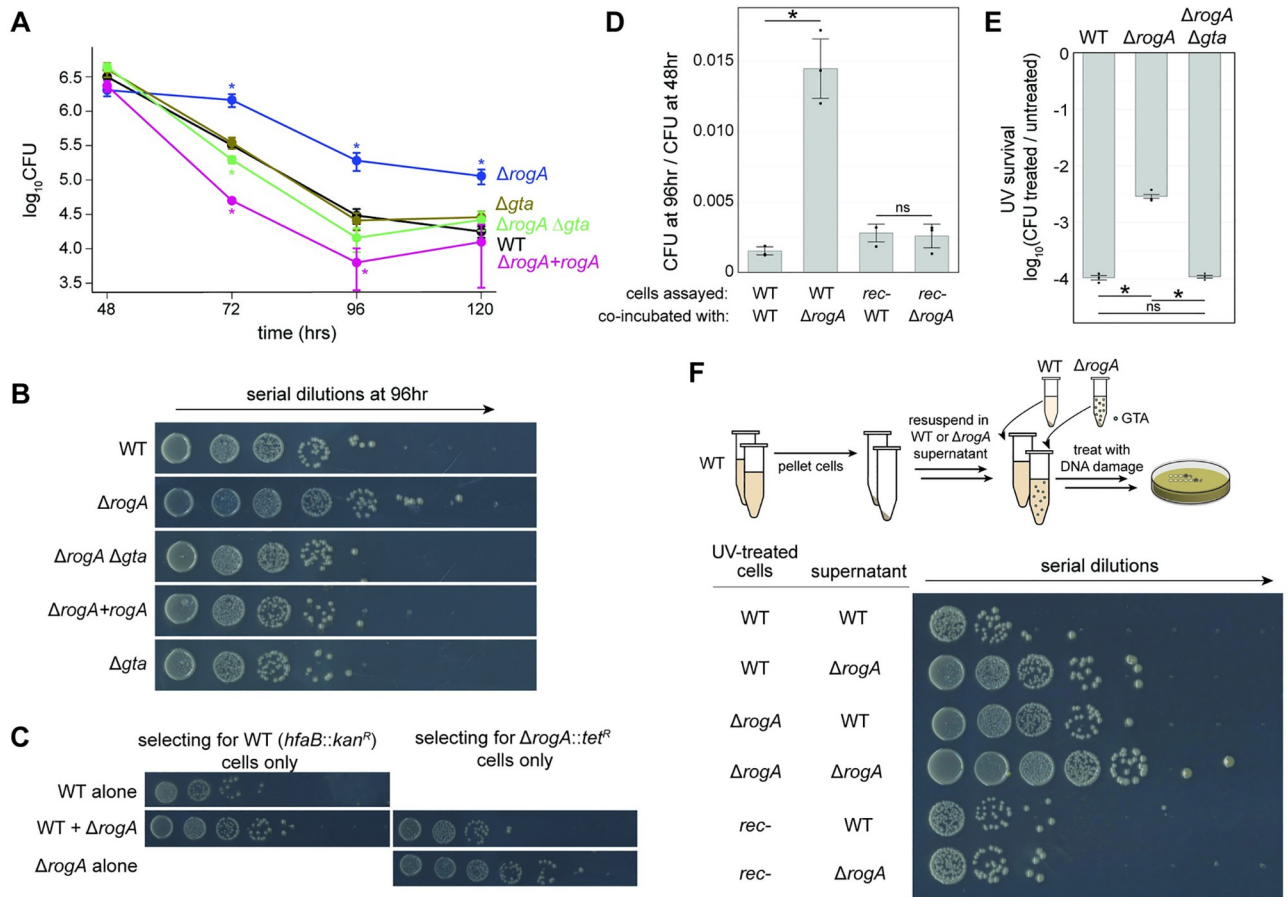 A
log₁₀CFU
6.5
6.0
5.5
5.0
4.5
4.0
3.5
48
72
96
120
time (hrs)
*
*
*
*
*
*
ΔrogA
Δgta
ΔrogA Δgta
WT
ΔrogA+rogA
D
CFU at 96hr / CFU at 48hr
0.015
0.010
0.005
0
*
ns
cells assayed: WT WT rec- rec-
co-incubated with: WT ΔrogA WT ΔrogA
E
WT ΔrogA ΔrogA
Δgta
UV survival
log₁₀(CFU treated / untreated)
0
-1
-2
-3
-4
* *
ns
B
serial dilutions at 96hr
WT
ΔrogA
ΔrogA Δgta
ΔrogA+rogA
Δgta
C
selecting for WT (hfaB::kanᴿ)
cells only
selecting for ΔrogA::tetᴿ
cells only
WT alone
WT + ΔrogA
ΔrogA alone
F
WT ΔrogA
GTA
WT
pellet cells
resuspend in
WT or ΔrogA
supernatant
treat with
DNA damage
UV-treated
cells
supernatant
serial dilutions
WT WT
WT ΔrogA
ΔrogA WT
ΔrogA ΔrogA
rec- WT
rec- ΔrogA